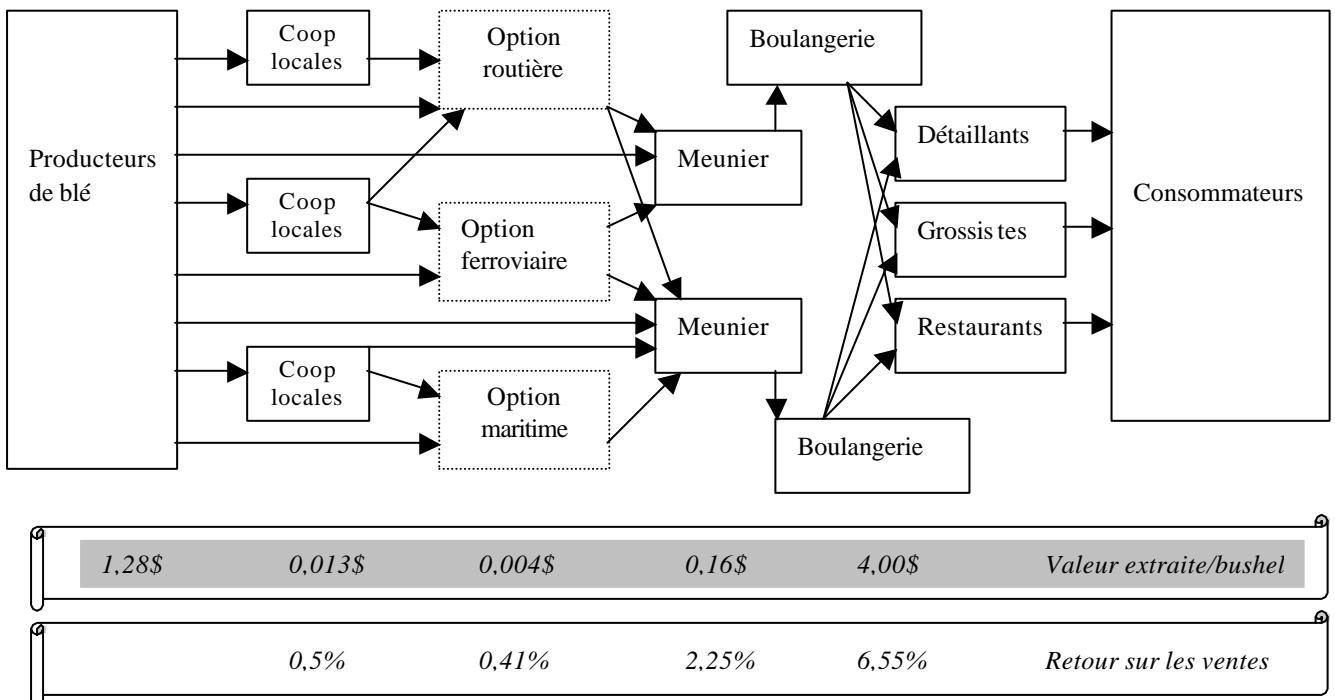 Coop
locales
Option
routière
Boulangerie
Producteurs
de blé
Meunier
Détaillants
Consommateurs
Coop
locales
Option
ferroviaire
Grossis tes
Meunier
Restaurants
Coop
locales
Option
maritime
Boulangerie
1,28$ 0,013$ 0,004$ 0,16$ 4,00$ Valeur extraite/bushel
0,5% 0,41% 2,25% 6,55% Retour sur les ventes